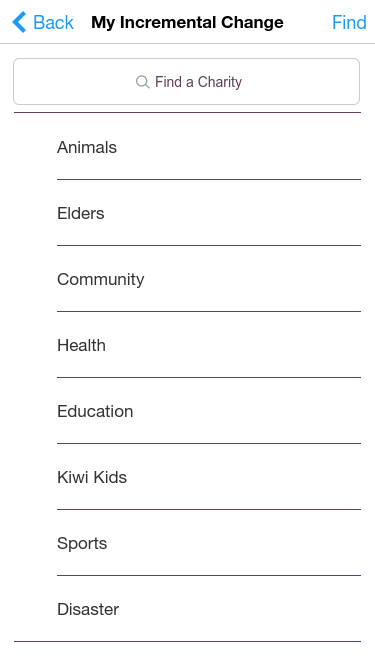 Back My Incremental Change Find
Find a Charity
Animals
Elders
Community
Health
Education
Kiwi Kids
Sports
Disaster